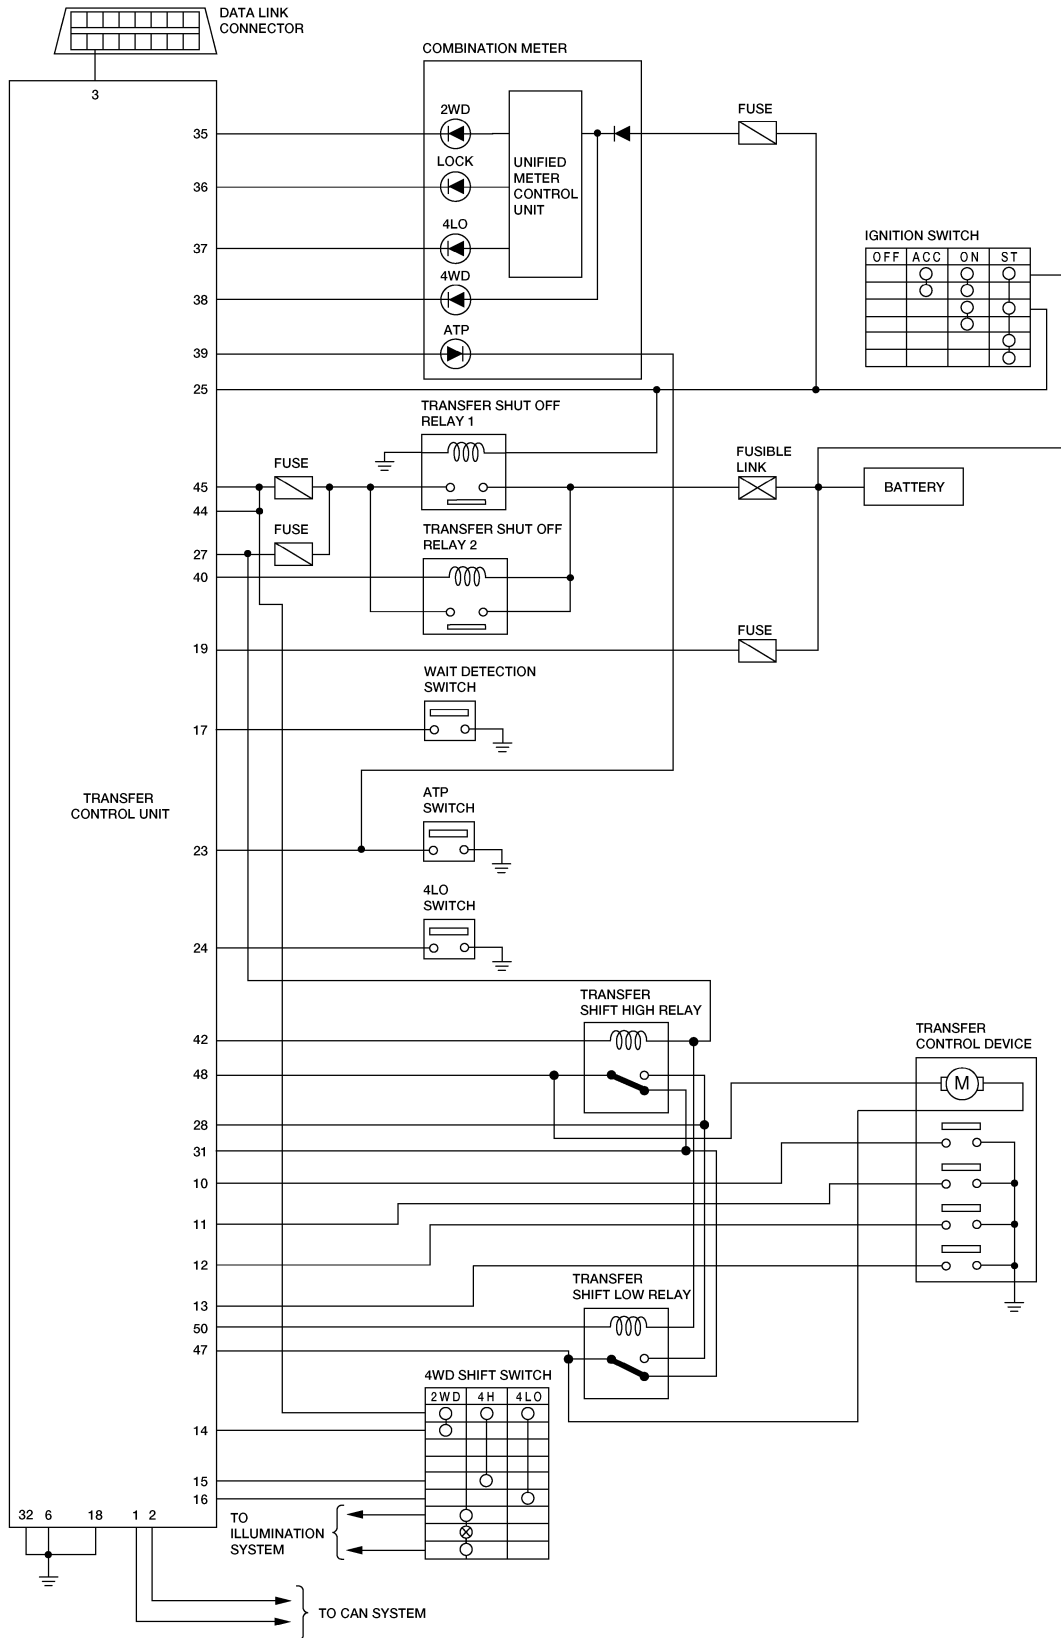 DATA LINK
CONNECTOR
3
COMBINATION METER
35
2WD
FUSE
36
LOCK
UNIFIED
METER
CONTROL
UNIT
37
4LO
38
4WD
39
ATP
25
IGNITION SWITCH
OFF ACC ON ST
TRANSFER SHUT OFF
RELAY 1
FUSE
45
44
FUSIBLE
LINK
BATTERY
FUSE
27
40
TRANSFER SHUT OFF
RELAY 2
19
FUSE
WAIT DETECTION
SWITCH
17
TRANSFER
CONTROL UNIT
ATP
SWITCH
23
4LO
SWITCH
24
TRANSFER
SHIFT HIGH RELAY
42
48
28
31
10
11
12
13
50
47
TRANSFER
CONTROL DEVICE
M
TRANSFER
SHIFT LOW RELAY
4WD SHIFT SWITCH
2WD 4H 4LO
14
15
16
TO
ILLUMINATION
SYSTEM
32 6 18 1 2
TO CAN SYSTEM